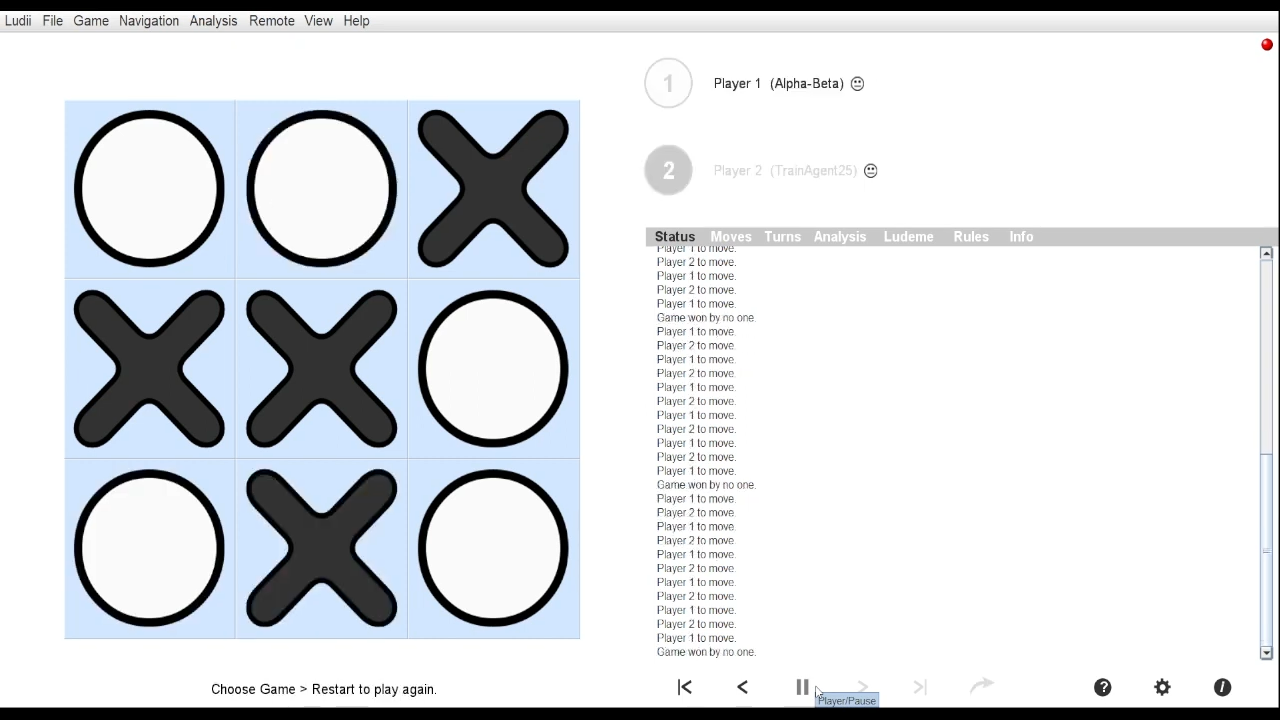 Ludii File Game Navigation Analysis Remote View Help
1 Player 1 (Alpha-Beta)
2 Player 2 (TrainAgent25)
Status Moves Turns Analysis Ludeme Rules Info
Player 1 to move.
Player 2 to move.
Player 1 to move.
Player 2 to move.
Player 1 to move.
Game won by no one.
Player 1 to move.
Player 2 to move.
Player 1 to move.
Player 2 to move.
Player 1 to move.
Player 2 to move.
Player 1 to move.
Player 2 to move.
Player 1 to move.
Player 2 to move.
Player 1 to move.
Game won by no one.
Player 1 to move.
Player 2 to move.
Player 1 to move.
Player 2 to move.
Player 1 to move.
Player 2 to move.
Player 1 to move.
Player 2 to move.
Player 1 to move.
Player 2 to move.
Player 1 to move.
Game won by no one.
Choose Game > Restart to play again.
Player/Pause